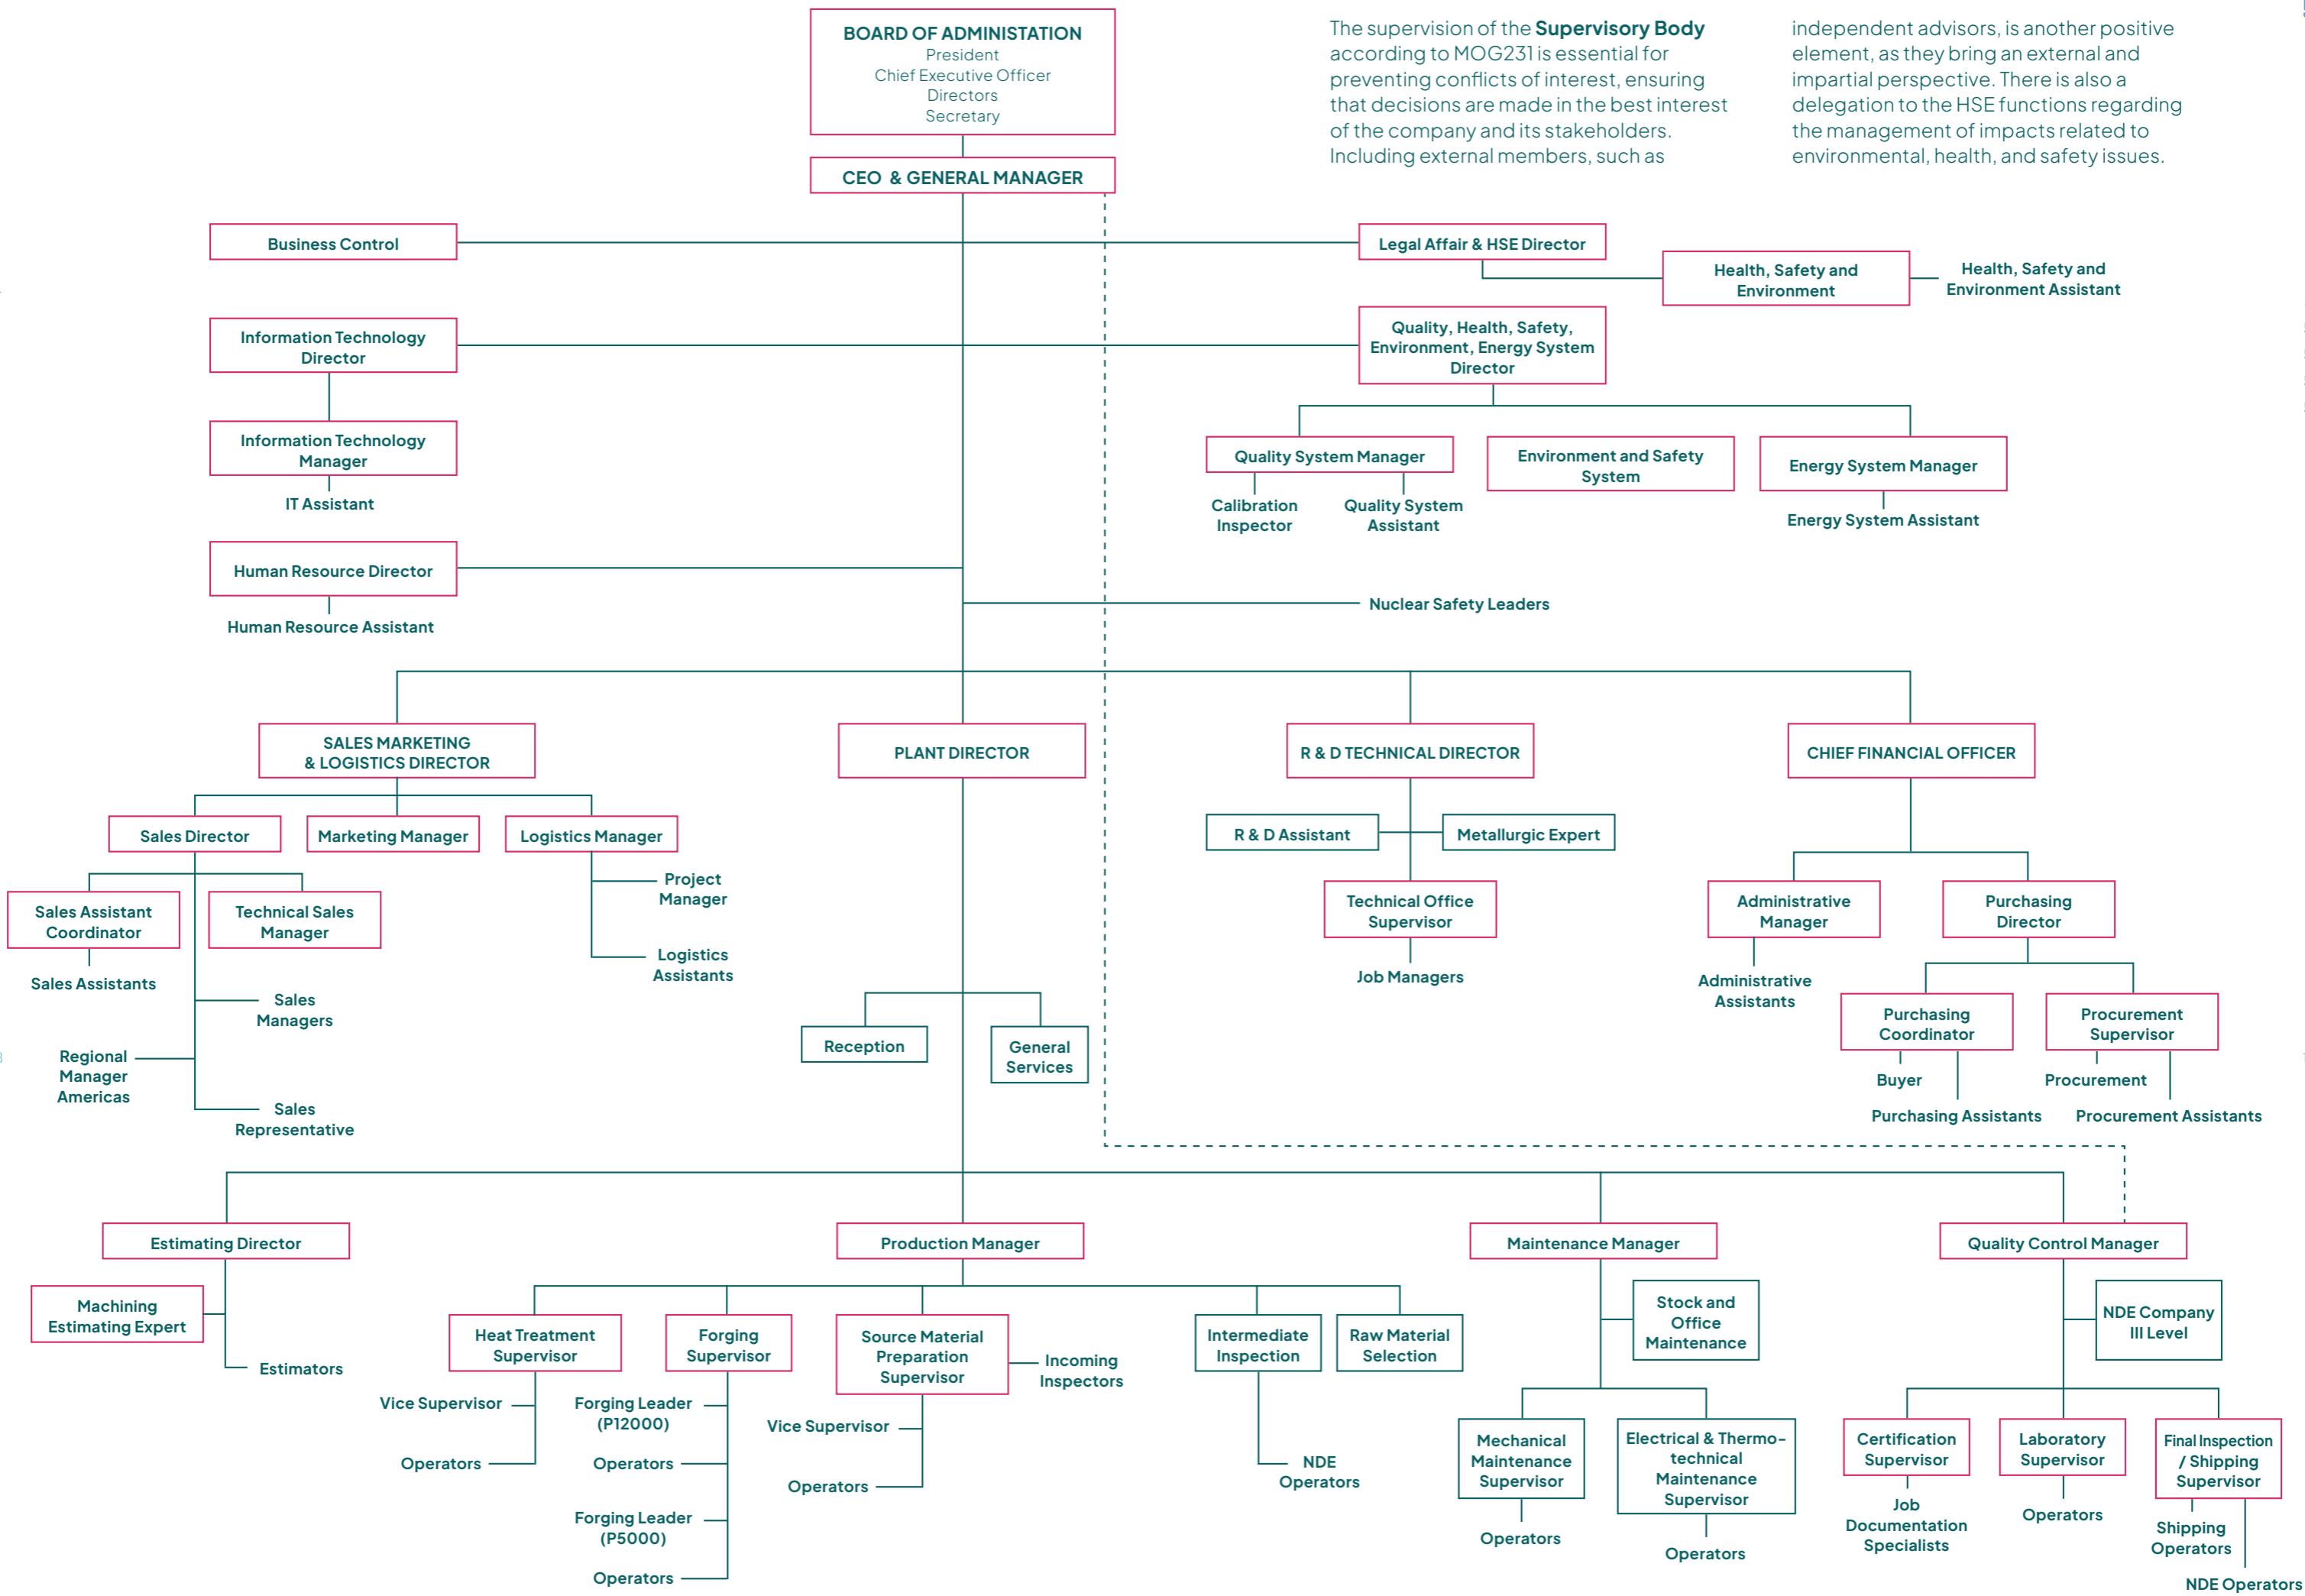 BOARD OF ADMINISTATION
President
Chief Executive Officer
Directors
Secretary
CEO & GENERAL MANAGER
The supervision of the Supervisory Body
according to MOG231 is essential for
preventing conflicts of interest, ensuring
that decisions are made in the best interest
of the company and its stakeholders.
Including external members, such as
independent advisors, is another positive
element, as they bring an external and
impartial perspective. There is also a
delegation to the HSE functions regarding
the management of impacts related to
environmental, health, and safety issues.
Business Control
Legal Affair & HSE Director
Health, Safety and
Environment
Health, Safety and
Environment Assistant
Information Technology
Director
Quality, Health, Safety,
Environment, Energy System
Director
Information Technology
Manager
IT Assistant
Quality System Manager
Environment and Safety
System
Energy System Manager
Calibration
Inspector
Quality System
Assistant
Energy System Assistant
Human Resource Director
Human Resource Assistant
Nuclear Safety Leaders
SALES MARKETING
& LOGISTICS DIRECTOR
PLANT DIRECTOR
R & D TECHNICAL DIRECTOR
CHIEF FINANCIAL OFFICER
Sales Director
Marketing Manager
Logistics Manager
R & D Assistant
Metallurgic Expert
Project
Manager
Sales Assistant
Coordinator
Technical Sales
Manager
Technical Office
Supervisor
Administrative
Manager
Purchasing
Director
Logistics
Assistants
Sales Assistants
Job Managers
Administrative
Assistants
Sales
Managers
Purchasing
Coordinator
Procurement
Supervisor
Reception
General
Services
Regional
Manager
Americas
Buyer
Procurement
Sales
Representative
Purchasing Assistants
Procurement Assistants
Estimating Director
Production Manager
Maintenance Manager
Quality Control Manager
Machining
Estimating Expert
Estimators
Heat Treatment
Supervisor
Forging
Supervisor
Source Material
Preparation
Supervisor
Incoming
Inspectors
Intermediate
Inspection
Raw Material
Selection
Stock and
Office
Maintenance
NDE Company
III Level
Vice Supervisor
Operators
Forging Leader
(P12000)
Operators
Forging Leader
(P5000)
Operators
Vice Supervisor
Operators
NDE
Operators
Mechanical
Maintenance
Supervisor
Operators
Electrical & Thermo-
technical
Maintenance
Supervisor
Operators
Certification
Supervisor
Job
Documentation
Specialists
Laboratory
Supervisor
Operators
Final Inspection
/ Shipping
Supervisor
Shipping
Operators
NDE Operators